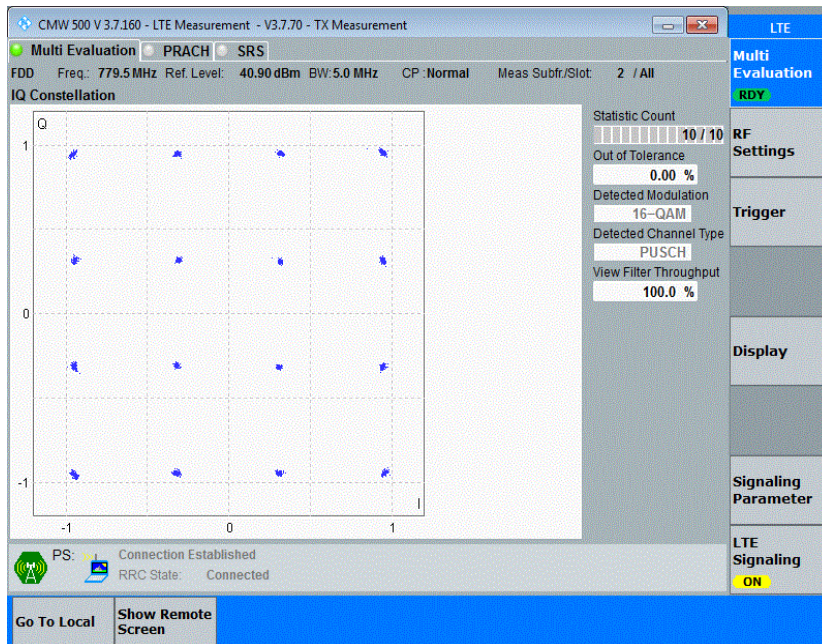 CMW 500 V 3.7.160 - LTE Measurement - V3.7.70 - TX Measurement
LTE
Multi Evaluation PRACH SRS
FDD Freq.: 779.5 MHz Ref. Level: 40.90 dBm BW: 5.0 MHz CP : Normal Meas Subfr./Slot: 2 / All
IQ Constellation
Q
1
0
-1
I
-1 0 1
Statistic Count
10 / 10
Out of Tolerance
0.00 %
Detected Modulation
16-QAM
Detected Channel Type
PUSCH
View Filter Throughput
100.0 %
Multi
Evaluation
RDY
RF
Settings
Trigger
Display
Signaling
Parameter
LTE
Signaling
ON
PS: Connection Established
RRC State: Connected
Go To Local
Show Remote
Screen